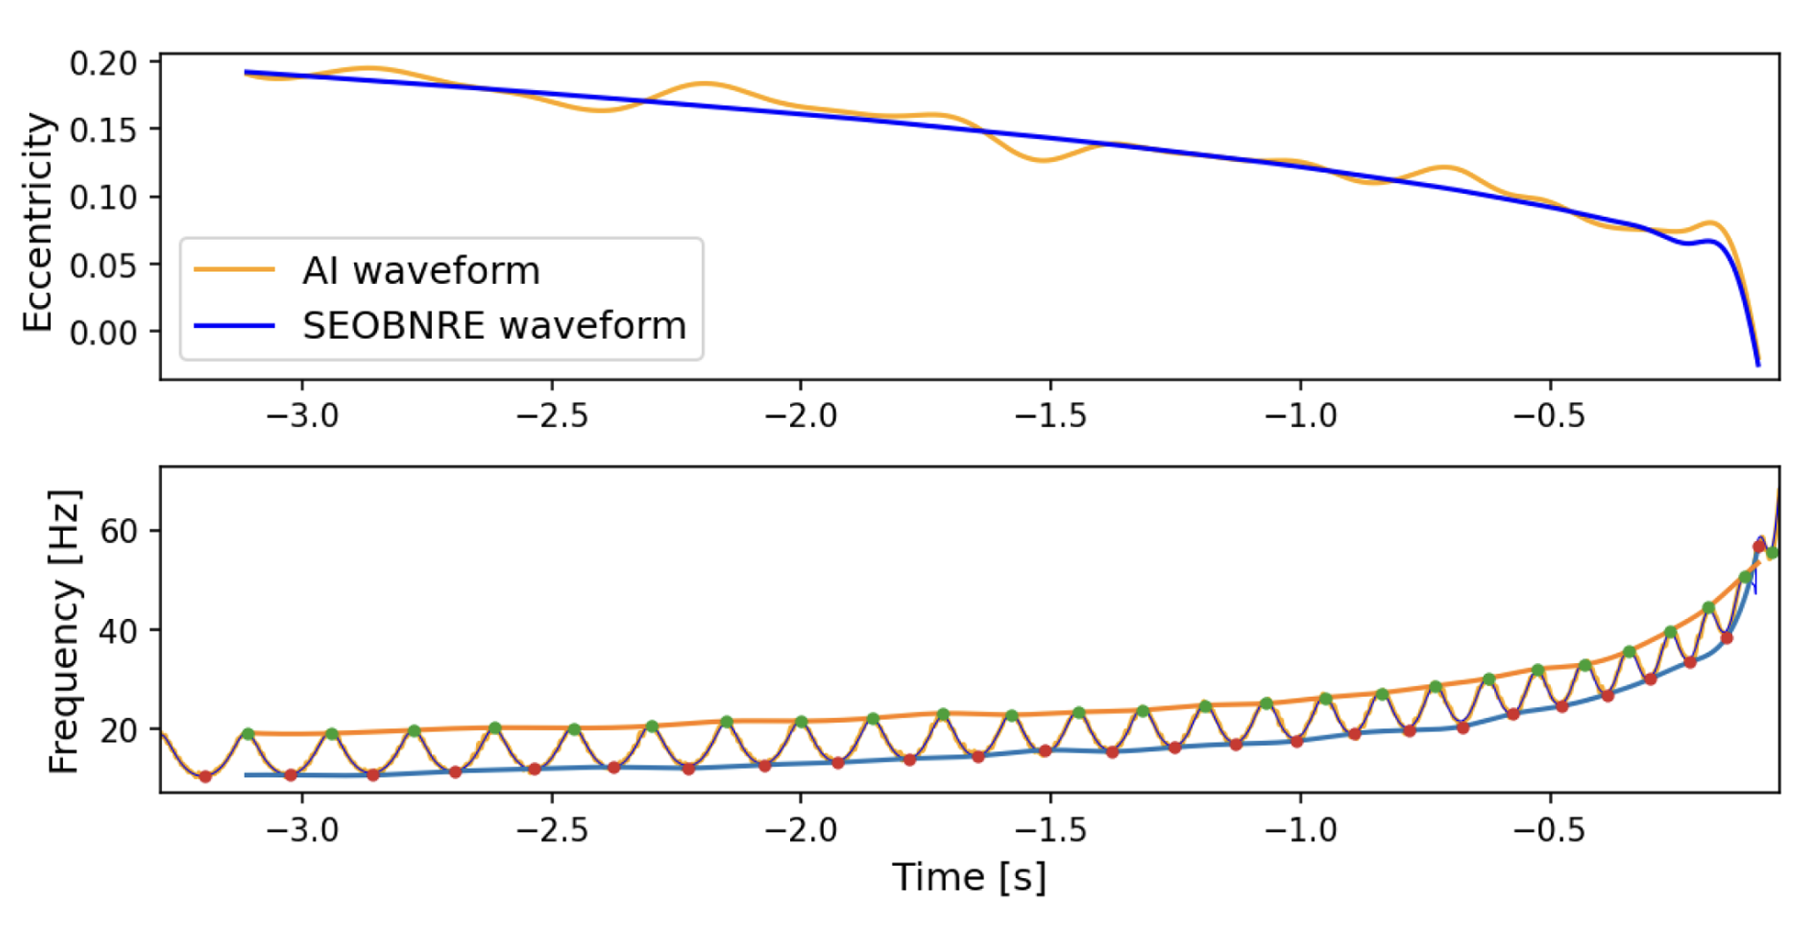 Eccentricity
0.20
0.15
0.10
0.05
0.00
AI waveform
SEOBNRE waveform
−3.0 −2.5 −2.0 −1.5 −1.0 −0.5
Frequency [Hz]
60
40
20
−3.0 −2.5 −2.0 −1.5 −1.0 −0.5
Time [s]